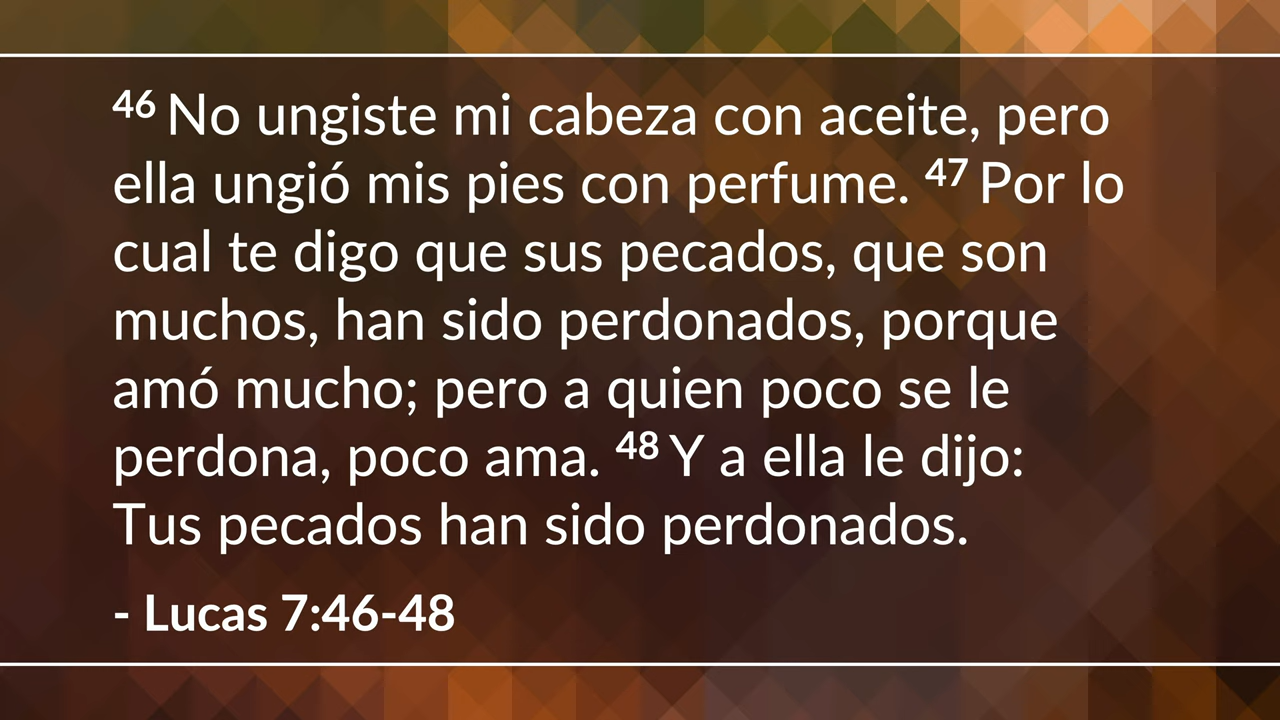 46 No ungiste mi cabeza con aceite, pero
ella ungió mis pies con perfume. 47 Por lo
cual te digo que sus pecados, que son
muchos, han sido perdonados, porque
amó mucho; pero a quien poco se le
perdona, poco ama. 48 Y a ella le dijo:
Tus pecados han sido perdonados.
- Lucas 7:46-48